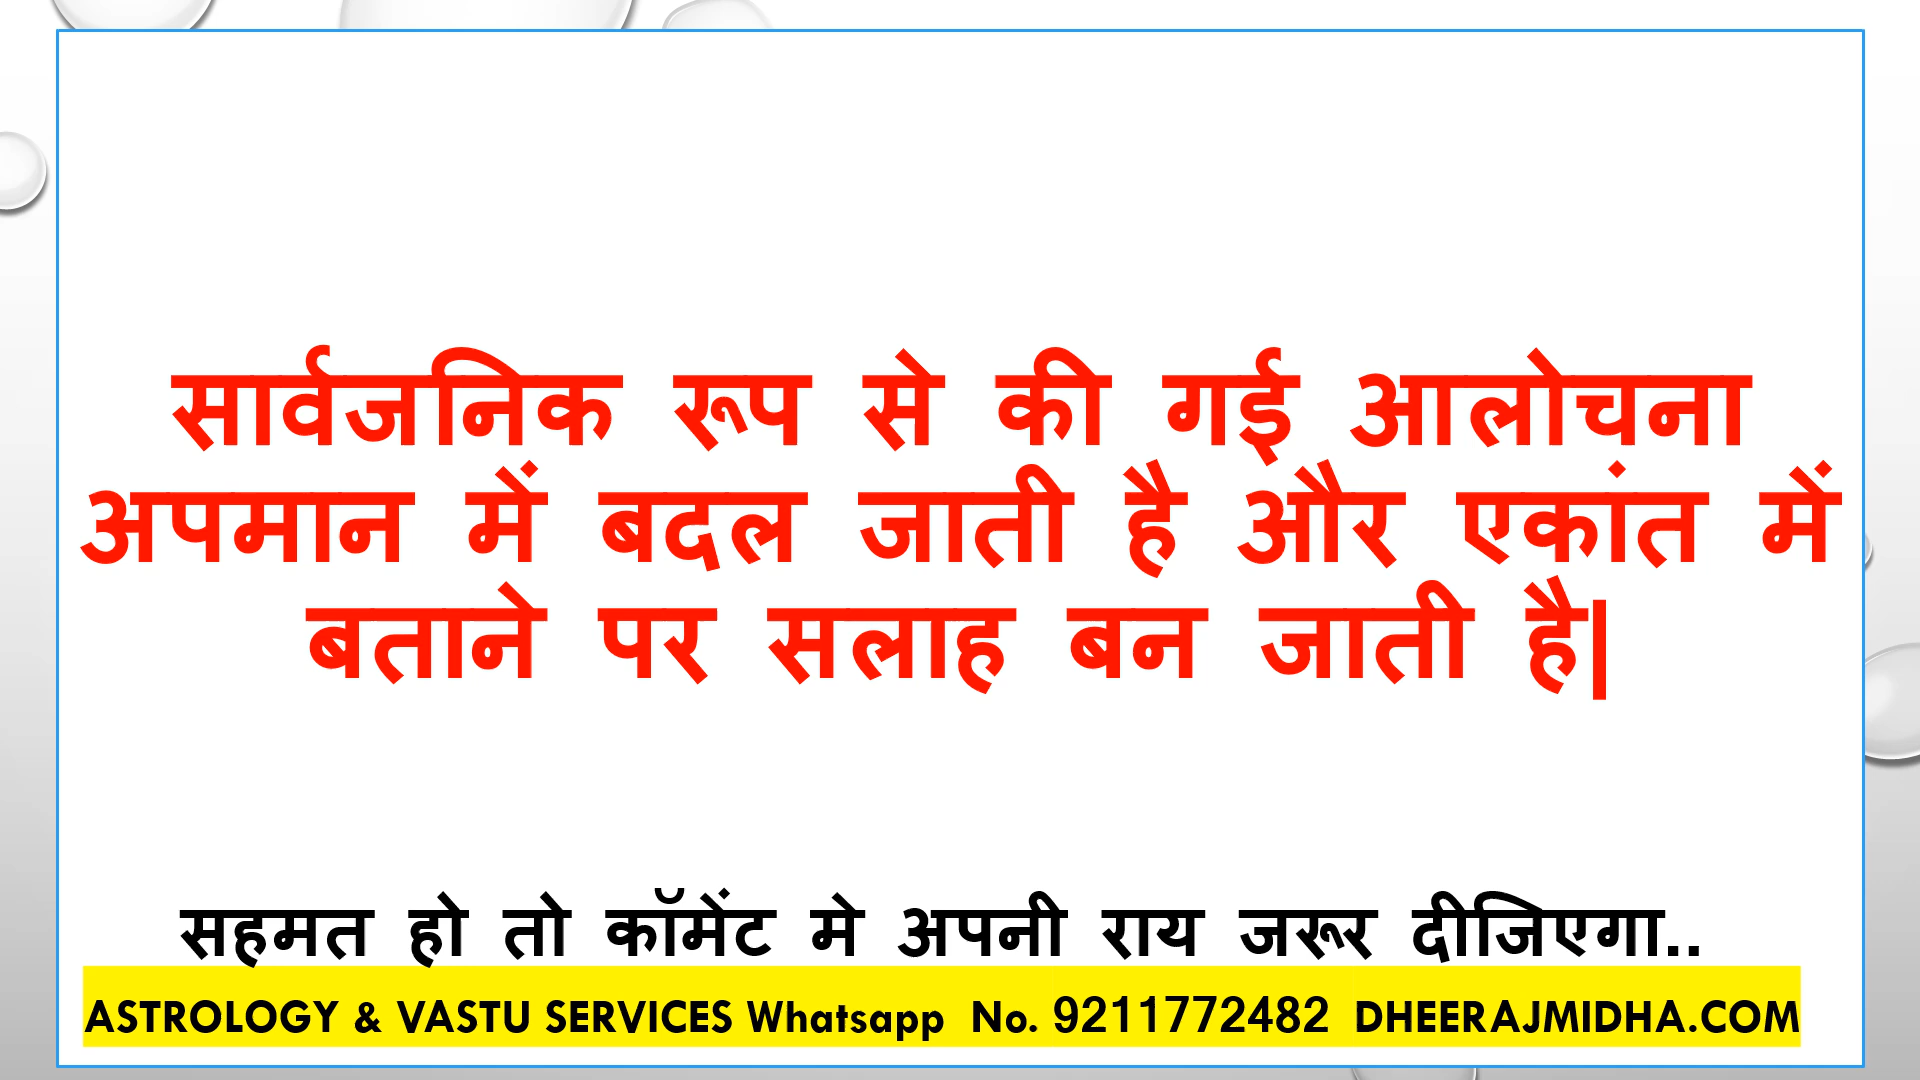 सार्वजनिक रूप से की गई आलोचना
अपमान में बदल जाती है और एकांत में
बताने पर सलाह बन जाती है|
सहमत हो तो कॉमेंट मे अपनी राय जरूर दीजिएगा..
ASTROLOGY & VASTU SERVICES Whatsapp No. 9211772482 DHEERAJMIDHA.COM